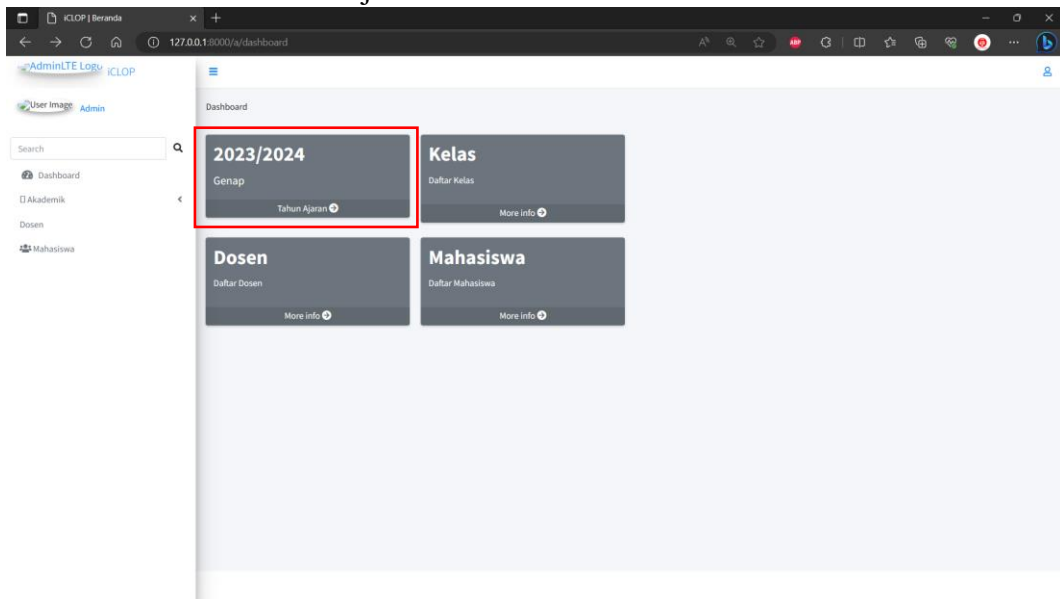 iCLOP | Beranda
127.0.0.1:8000/a/dashboard
AdminLTE Logo iCLOP
User Image Admin
Search
Dashboard
Akademik
Dosen
Mahasiswa
Dashboard
2023/2024
Genap
Tahun Ajaran
Kelas
Daftar Kelas
More info
Dosen
Daftar Dosen
More info
Mahasiswa
Daftar Mahasiswa
More info